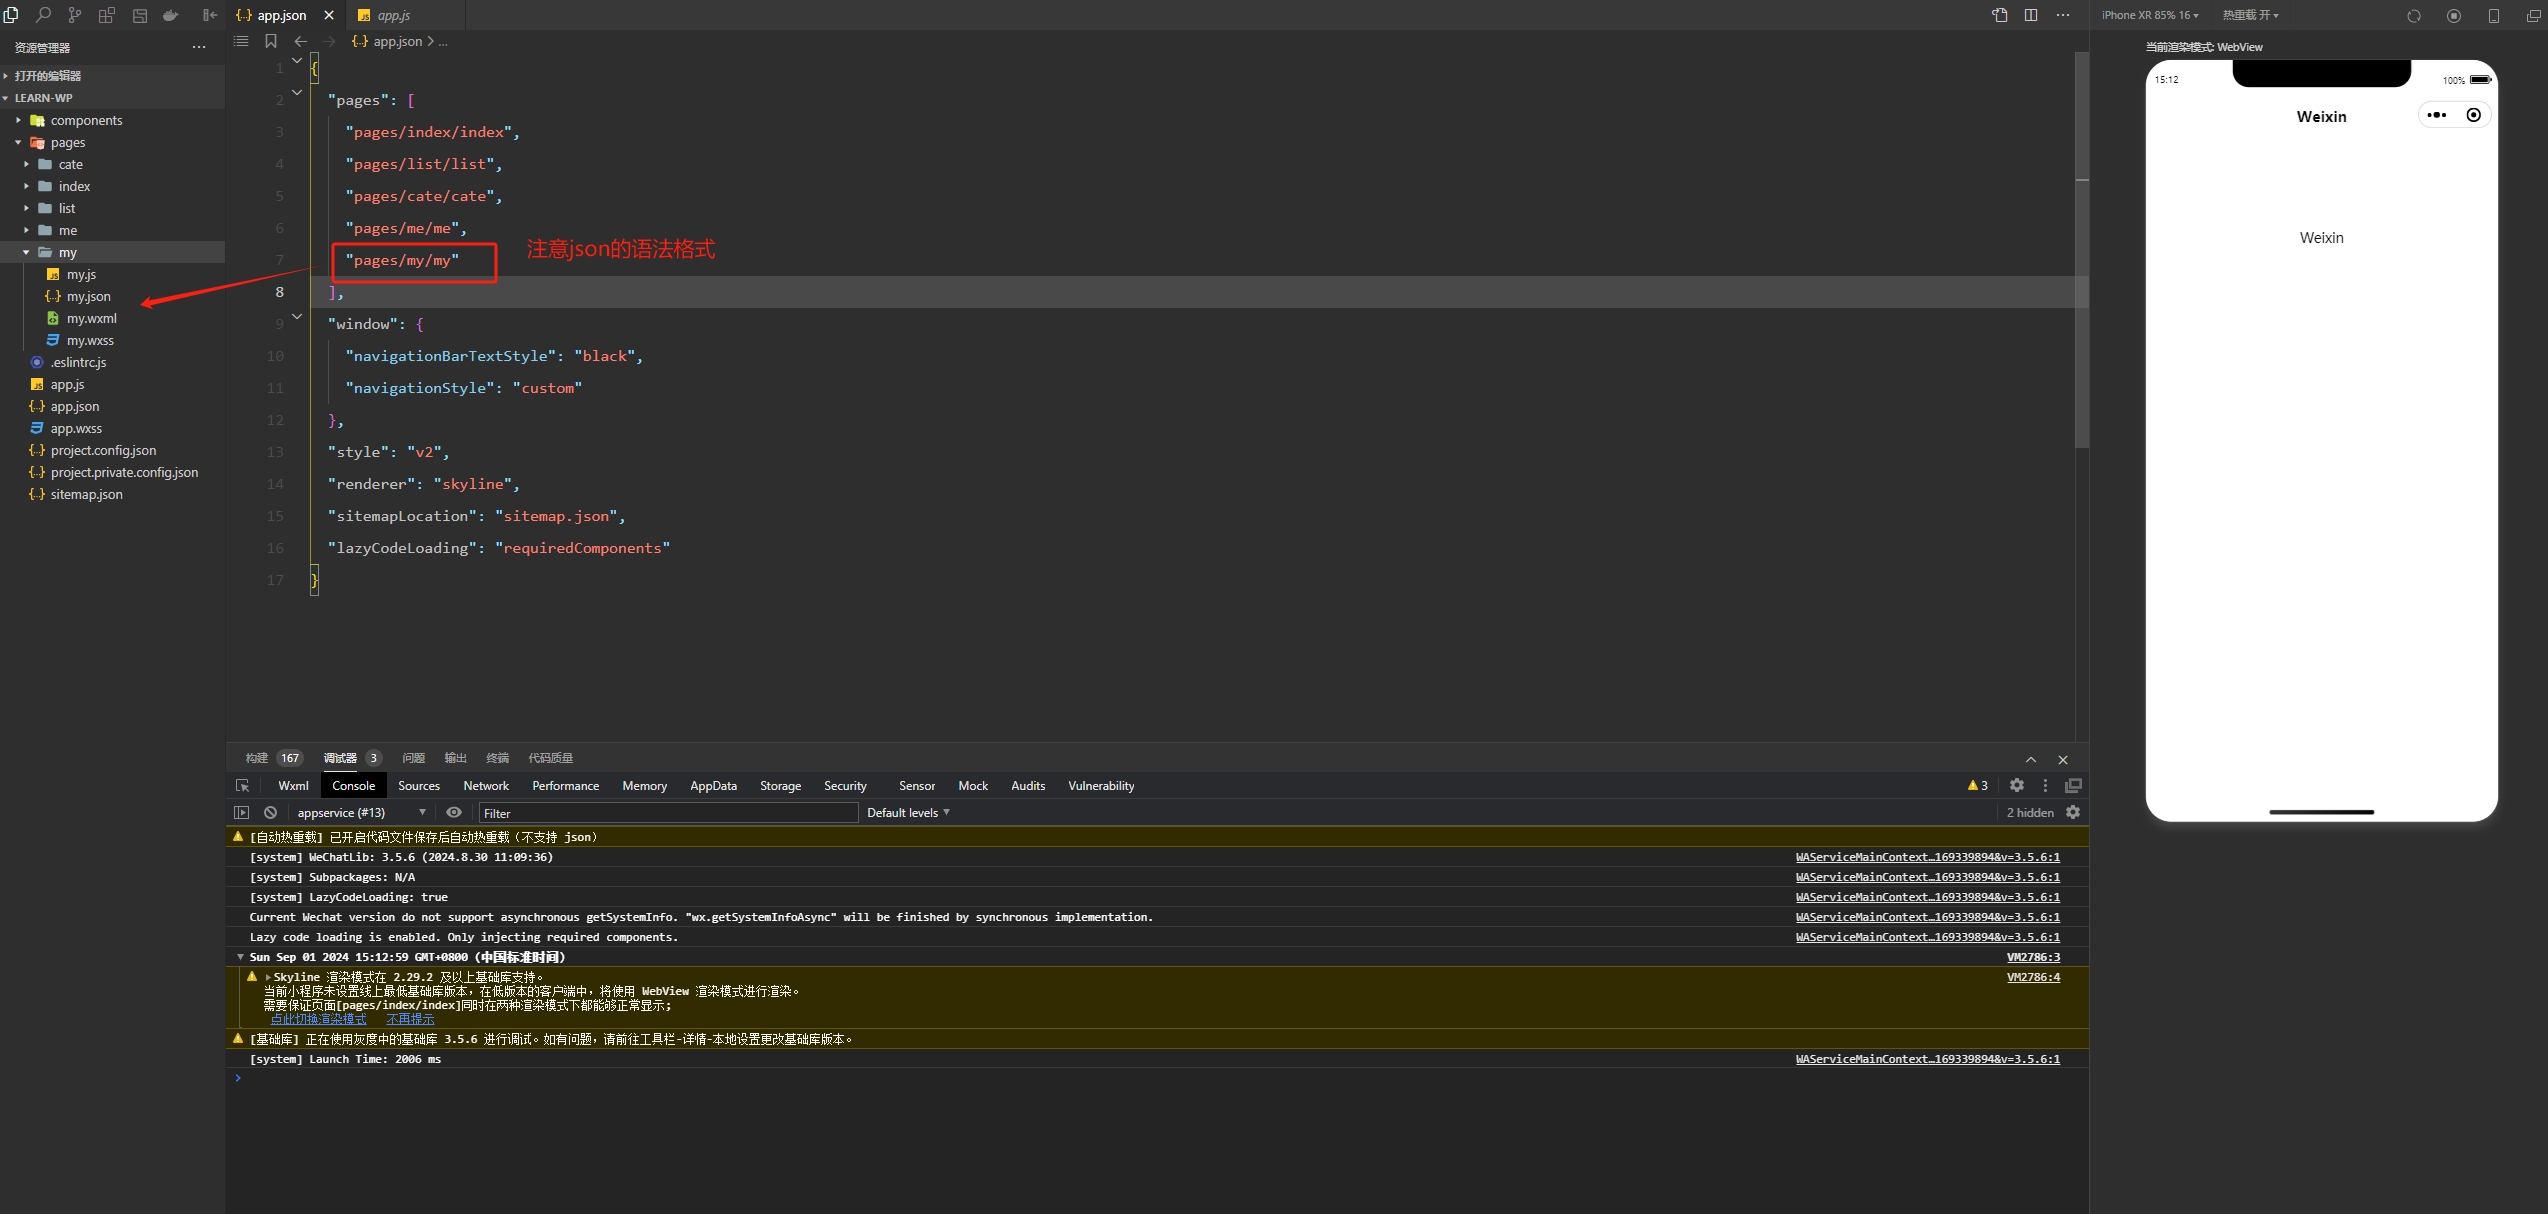 app.json
app.js
iPhone XR 85% 16
热重载 开
资源管理器
app.json > ...
当前渲染模式: WebView
打开的编辑器
LEARN-WP
components
pages
cate
index
list
me
my
my.js
my.json
my.wxml
my.wxss
.eslintrc.js
app.js
app.json
app.wxss
project.config.json
project.private.config.json
sitemap.json
1 {
2 "pages": [
3 "pages/index/index",
4 "pages/list/list",
5 "pages/cate/cate",
6 "pages/me/me",
7 "pages/my/my"
注意json的语法格式
8 ],
9 "window": {
10 "navigationBarTextStyle": "black",
11 "navigationStyle": "custom"
12 },
13 "style": "v2",
14 "renderer": "skyline",
15 "sitemapLocation": "sitemap.json",
16 "lazyCodeLoading": "requiredComponents"
17 }
15:12
100%
Weixin
Weixin
构建 167 调试器 3 问题 输出 终端 代码质量
Wxml Console Sources Network Performance Memory AppData Storage Security Sensor Mock Audits Vulnerability 3
appservice (#13) Filter Default levels 2 hidden
[自动热重载] 已开启代码文件保存后自动热重载（不支持 json）
[system] WeChatLib: 3.5.6 (2024.8.30 11:09:36) WAServiceMainContext…169339894&v=3.5.6:1
[system] Subpackages: N/A WAServiceMainContext…169339894&v=3.5.6:1
[system] LazyCodeLoading: true WAServiceMainContext…169339894&v=3.5.6:1
Current Wechat version do not support asynchronous getSystemInfo. "wx.getSystemInfoAsync" will be finished by synchronous implementation. WAServiceMainContext…169339894&v=3.5.6:1
Lazy code loading is enabled. Only injecting required components. WAServiceMainContext…169339894&v=3.5.6:1
Sun Sep 01 2024 15:12:59 GMT+0800 (中国标准时间) VM2786:3
Skyline 渲染模式在 2.29.2 及以上基础库支持。 VM2786:4
当前小程序未设置线上最低基础库版本，在低版本的客户端中，将使用 WebView 渲染模式进行渲染。
需要保证页面[pages/index/index]同时在两种渲染模式下都能够正常显示;
点此切换渲染模式 不再提示
[基础库] 正在使用灰度中的基础库 3.5.6 进行调试。如有问题，请前往工具栏-详情-本地设置更改基础库版本。
[system] Launch Time: 2006 ms WAServiceMainContext…169339894&v=3.5.6:1